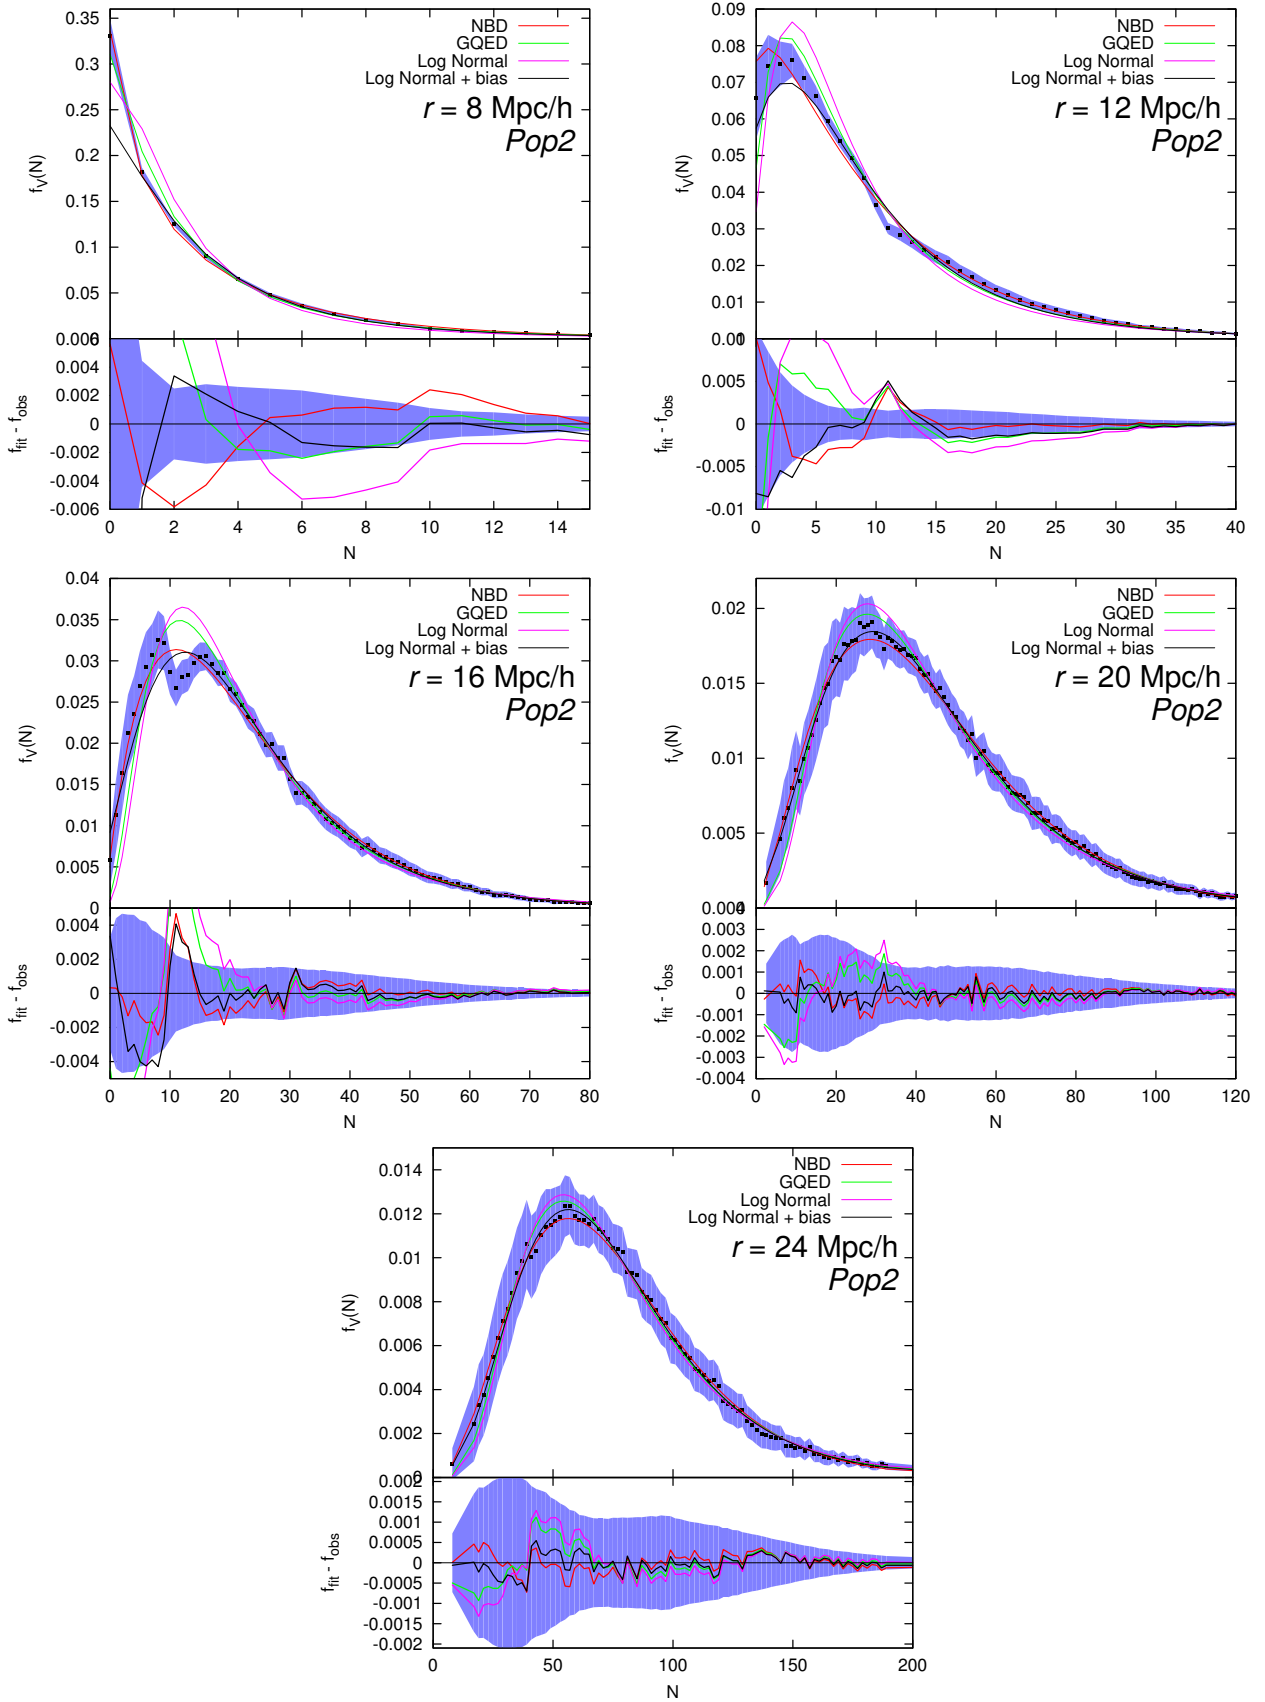 NBD
GQED
Log Normal
Log Normal + bias
r = 8 Mpc/h
Pop2
f_V(N)
0.35
0.3
0.25
0.2
0.15
0.1
0.05
0
0.006
0.004
0.002
0
-0.002
-0.004
-0.006
f_fit - f_obs
0 2 4 6 8 10 12 14
N
NBD
GQED
Log Normal
Log Normal + bias
r = 12 Mpc/h
Pop2
f_V(N)
0.09
0.08
0.07
0.06
0.05
0.04
0.03
0.02
0.01
0
0.01
0.005
0
-0.005
-0.01
f_fit - f_obs
0 5 10 15 20 25 30 35 40
N
NBD
GQED
Log Normal
Log Normal + bias
r = 16 Mpc/h
Pop2
f_V(N)
0.04
0.035
0.03
0.025
0.02
0.015
0.01
0.005
0
0.004
0.002
0
-0.002
-0.004
f_fit - f_obs
0 10 20 30 40 50 60 70 80
N
NBD
GQED
Log Normal
Log Normal + bias
r = 20 Mpc/h
Pop2
f_V(N)
0.02
0.015
0.01
0.005
0
0.004
0.003
0.002
0.001
0
-0.001
-0.002
-0.003
-0.004
f_fit - f_obs
0 20 40 60 80 100 120
N
NBD
GQED
Log Normal
Log Normal + bias
r = 24 Mpc/h
Pop2
f_V(N)
0.014
0.012
0.01
0.008
0.006
0.004
0.002
0
0.002
0.0015
0.001
0.0005
0
-0.0005
-0.001
-0.0015
-0.002
f_fit - f_obs
0 50 100 150 200
N